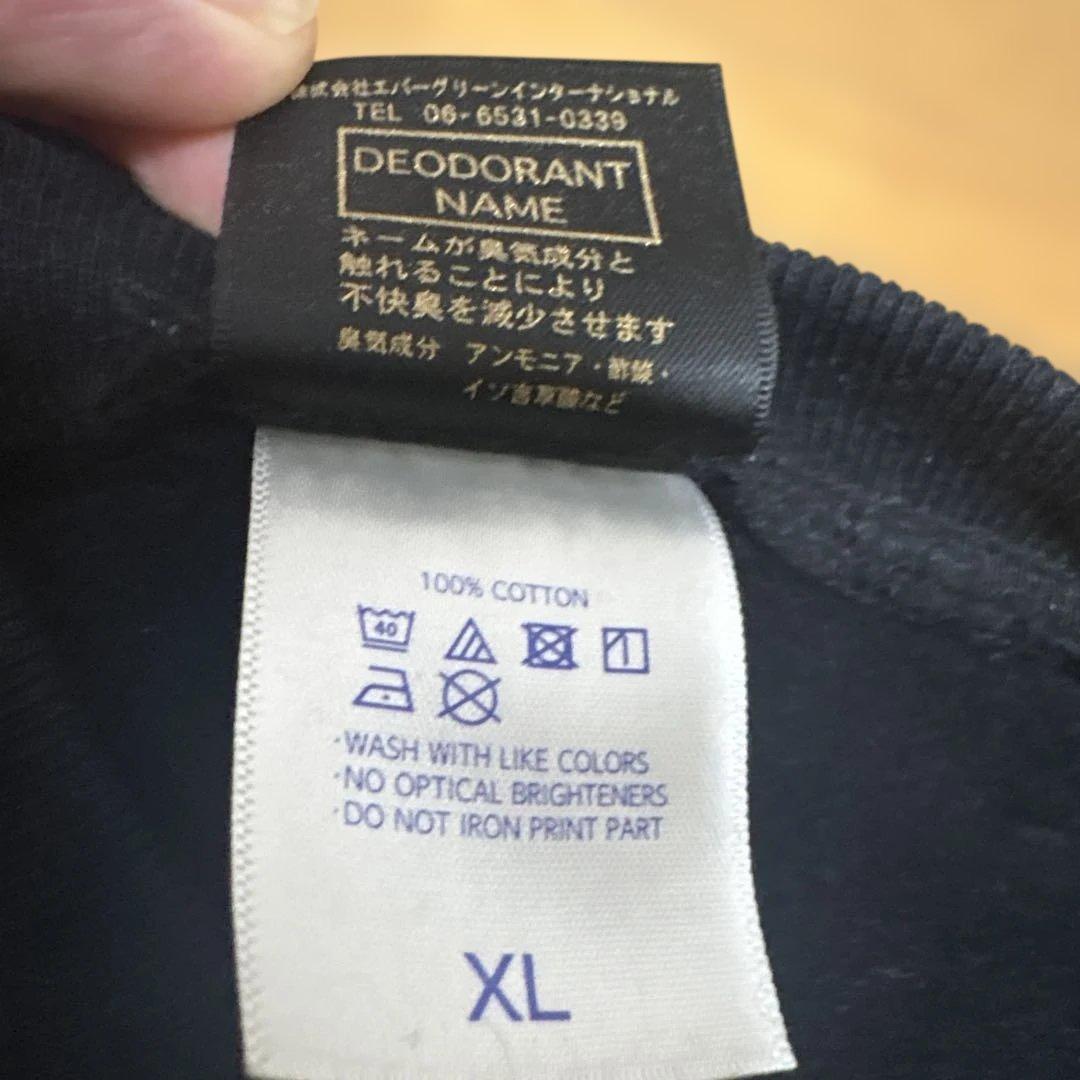 株式会社エバーグリーンインターナショナル
TEL 06-6531-0339
DEODORANT
NAME
ネームが臭気成分と
触れることにより
不快臭を減少させます
臭気成分 アンモニア・酢酸・
イソ吉草酸など
100% COTTON
40
・WASH WITH LIKE COLORS
・NO OPTICAL BRIGHTENERS
・DO NOT IRON PRINT PART
XL